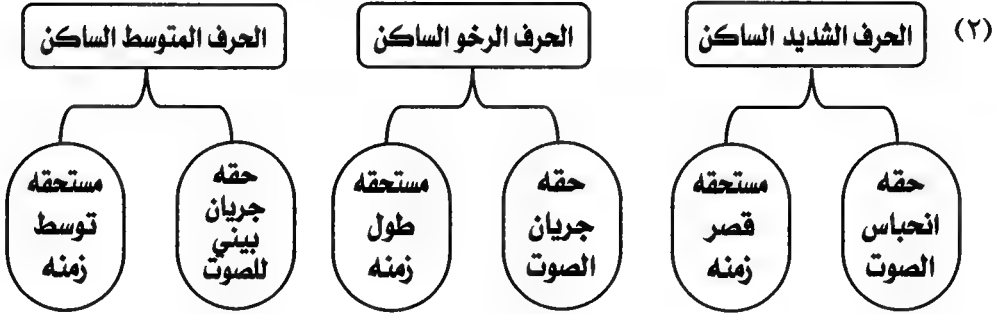 (٢)
الحرف الشديد الساكن
حقه
انحباس
الصوت
مستحقه
قصر
زمنه
الحرف الرخو الساكن
حقه
جريان
الصوت
مستحقه
طول
زمنه
الحرف المتوسط الساكن
حقه
جريان
بيني
للصوت
مستحقه
توسط
زمنه